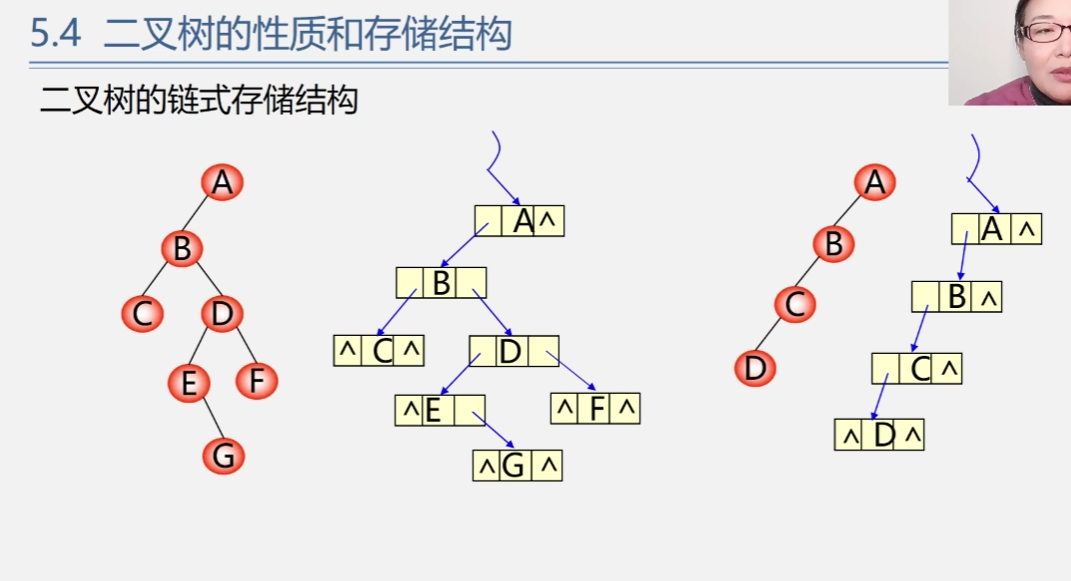 5.4 二叉树的性质和存储结构
二叉树的链式存储结构
A
B
C D
E F
G
A ^
B
^ C ^ D
^ E ^ F ^
^ G ^
A
B
C
D
A ^
B ^
C ^
^ D ^